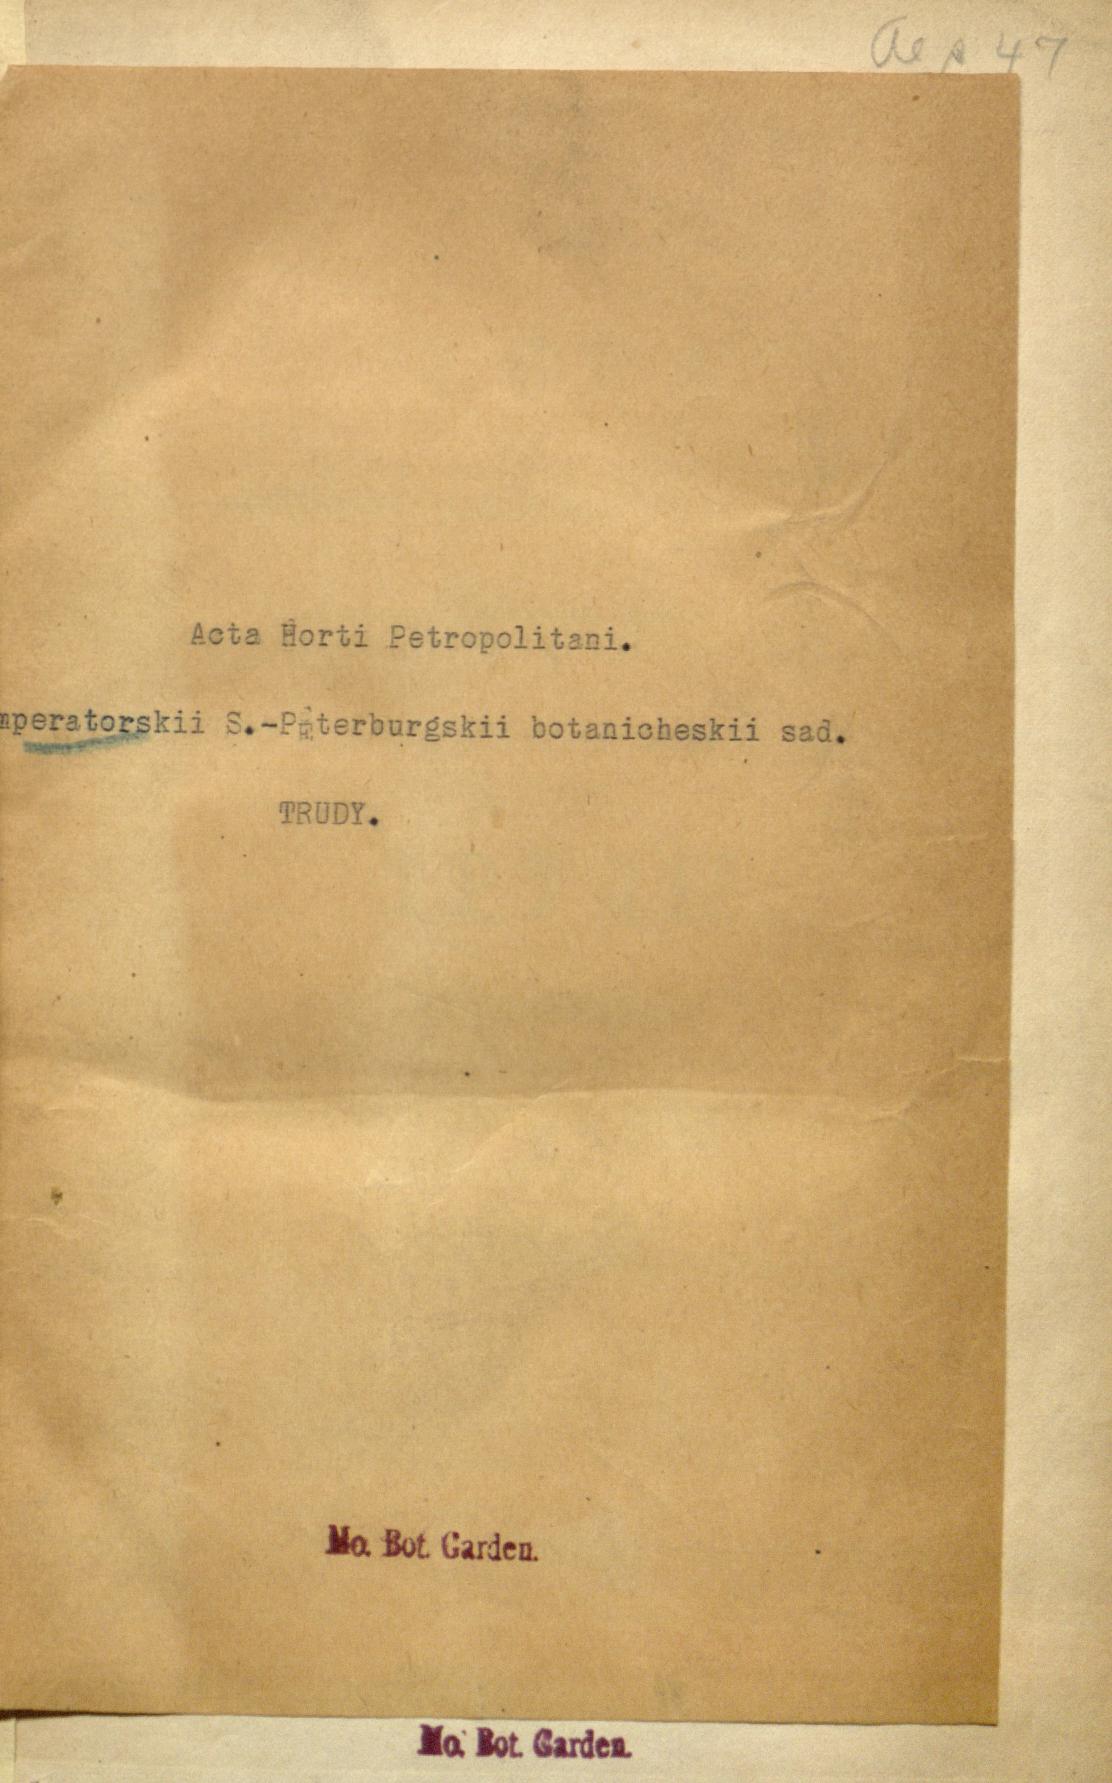 Acta Horti Petropolitani.
mperatorskii S.-Peterburgskii botanicheskii sad.
TRUDY.
Mo. Bot. Garden.
Mo. Bot. Garden.